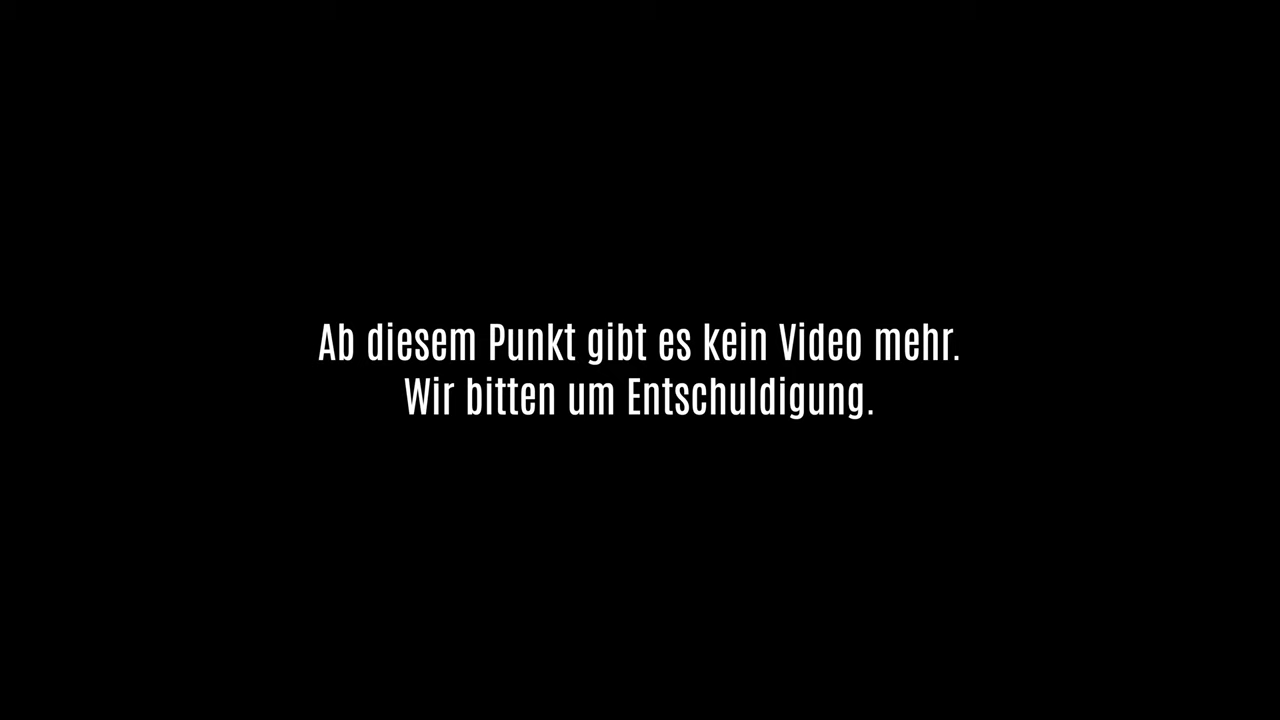 Ab diesem Punkt gibt es kein Video mehr.
Wir bitten um Entschuldigung.